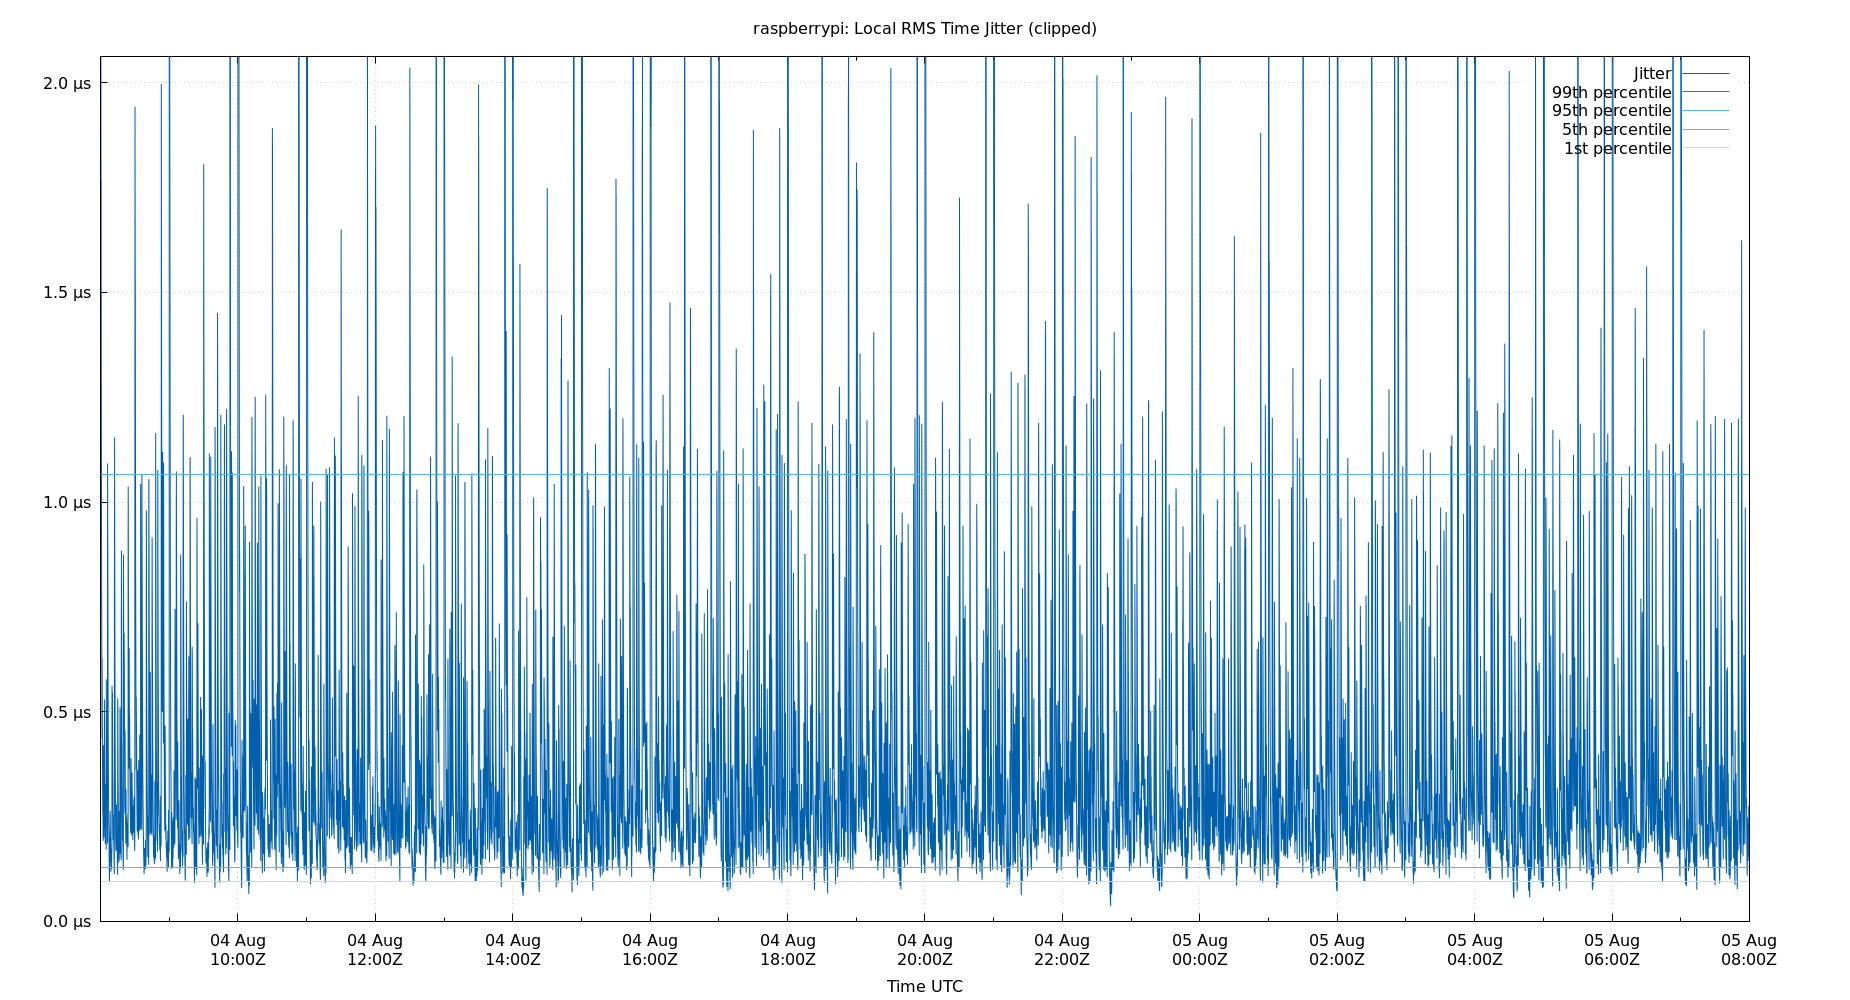 raspberrypi: Local RMS Time Jitter (clipped)
2.0 µs
1.5 µs
1.0 µs
0.5 µs
0.0 µs
Jitter
99th percentile
95th percentile
5th percentile
1st percentile
04 Aug 04 Aug 04 Aug 04 Aug 04 Aug 04 Aug 04 Aug 05 Aug 05 Aug 05 Aug 05 Aug 05 Aug
10:00Z 12:00Z 14:00Z 16:00Z 18:00Z 20:00Z 22:00Z 00:00Z 02:00Z 04:00Z 06:00Z 08:00Z
Time UTC